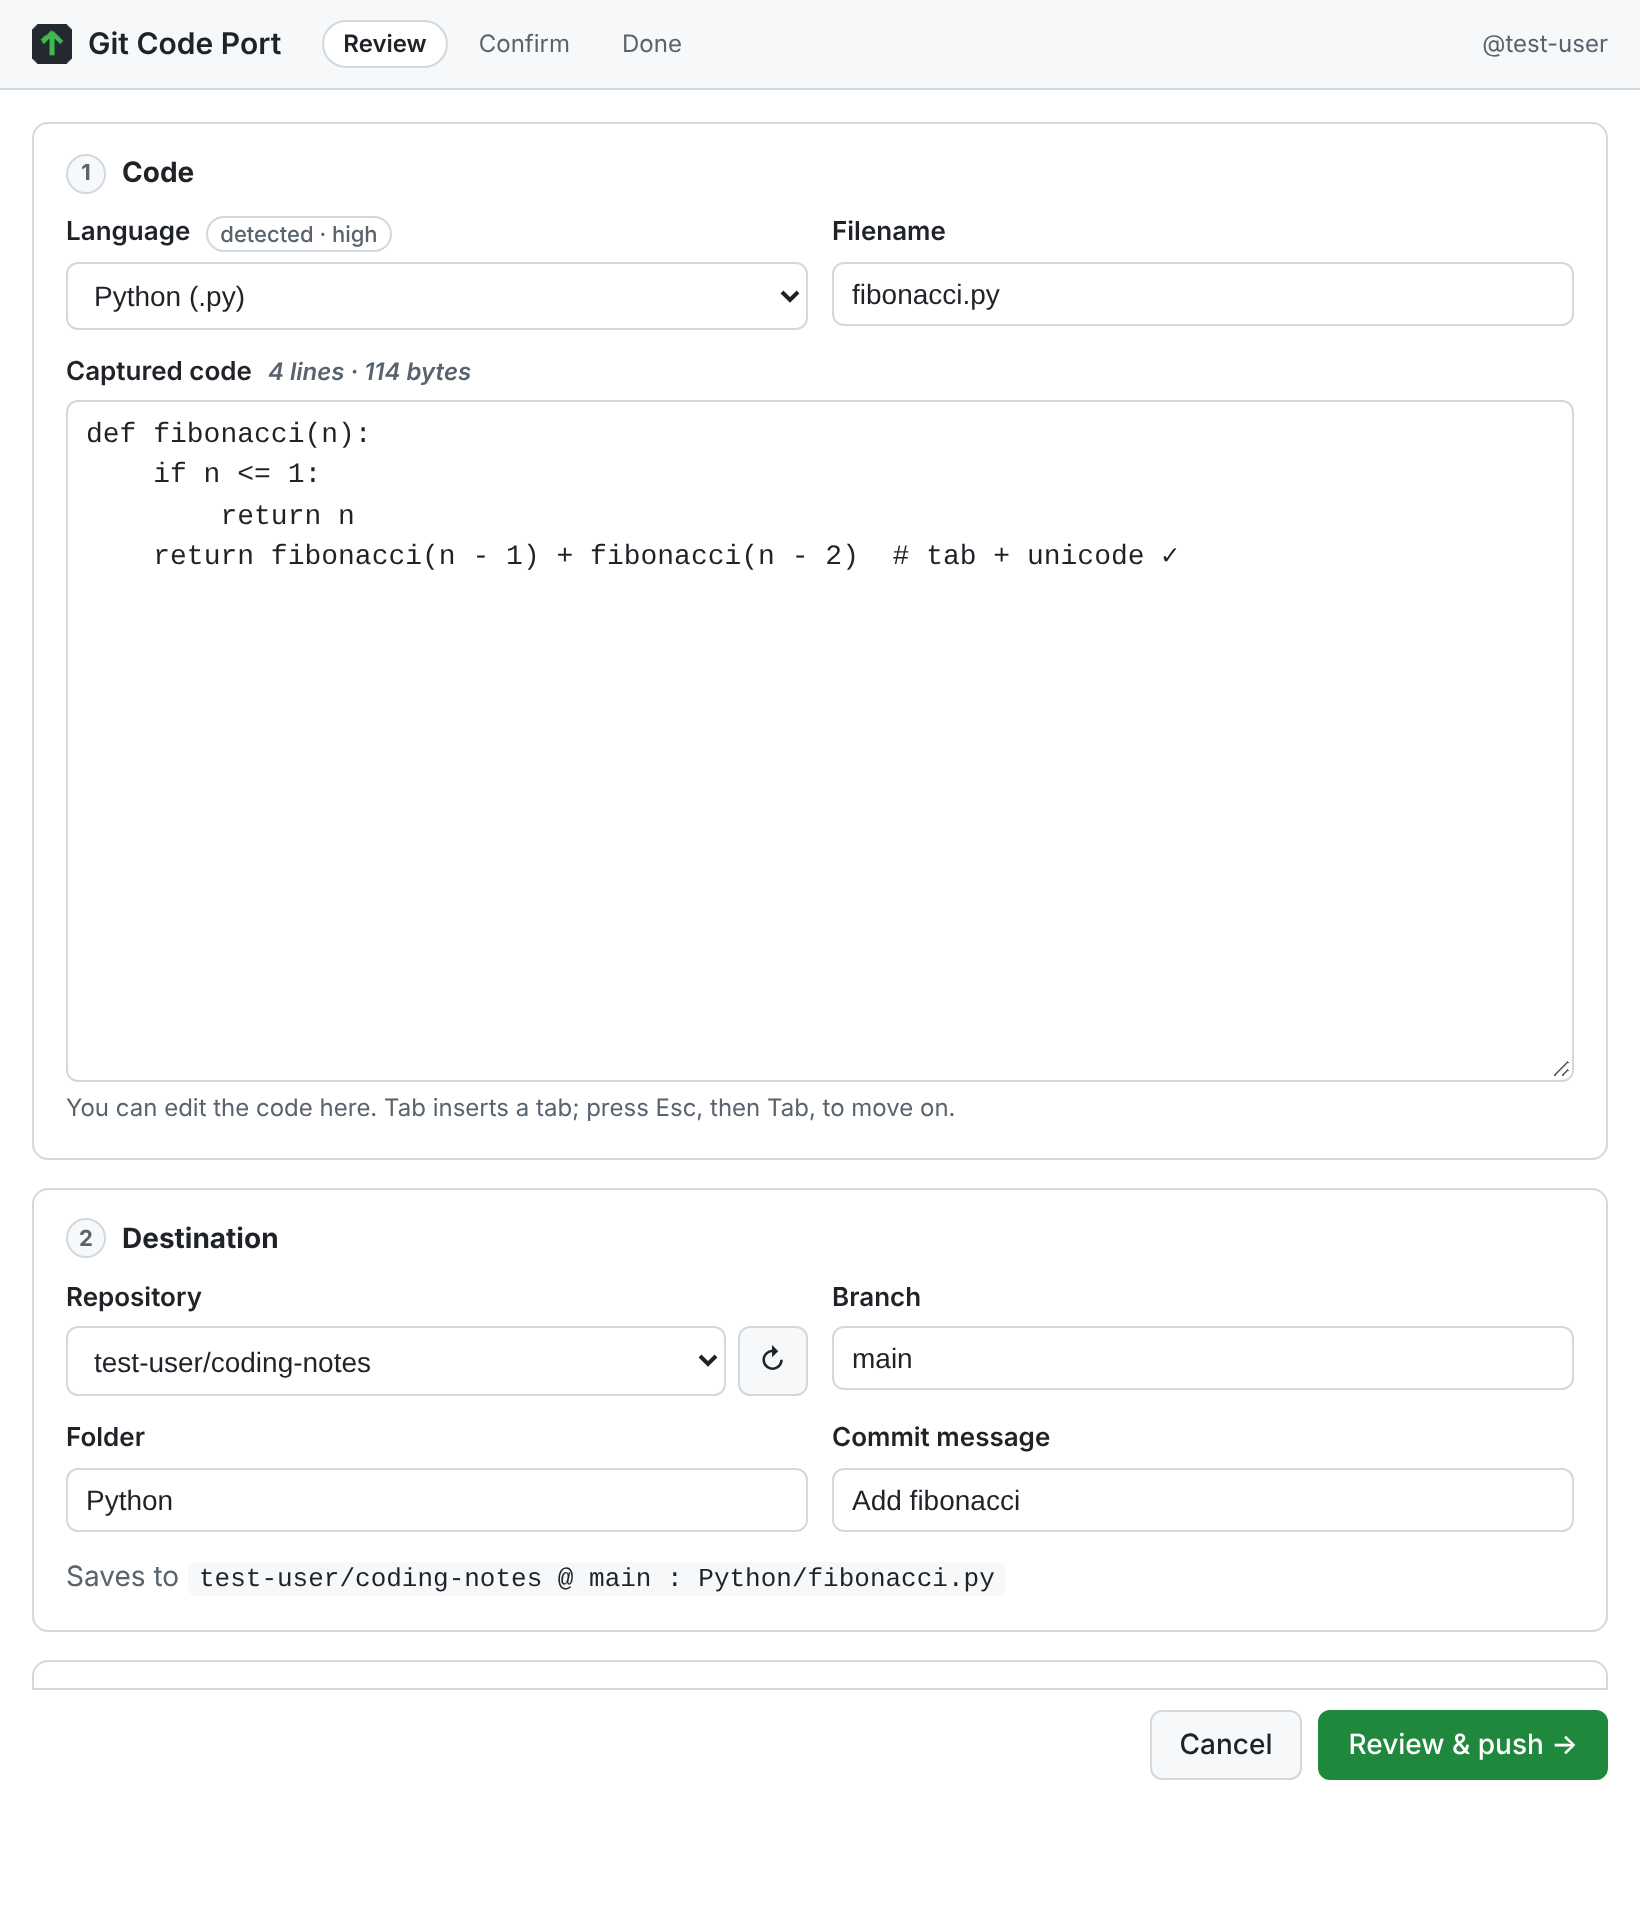 Git Code Port Review Confirm Done @test-user
1 Code
Language detected · high
Filename
Python (.py)
fibonacci.py
Captured code 4 lines · 114 bytes
def fibonacci(n):
    if n <= 1:
        return n
    return fibonacci(n - 1) + fibonacci(n - 2)  # tab + unicode ✓
You can edit the code here. Tab inserts a tab; press Esc, then Tab, to move on.
2 Destination
Repository
Branch
test-user/coding-notes
main
Folder
Commit message
Python
Add fibonacci
Saves to test-user/coding-notes @ main : Python/fibonacci.py
Cancel Review & push →